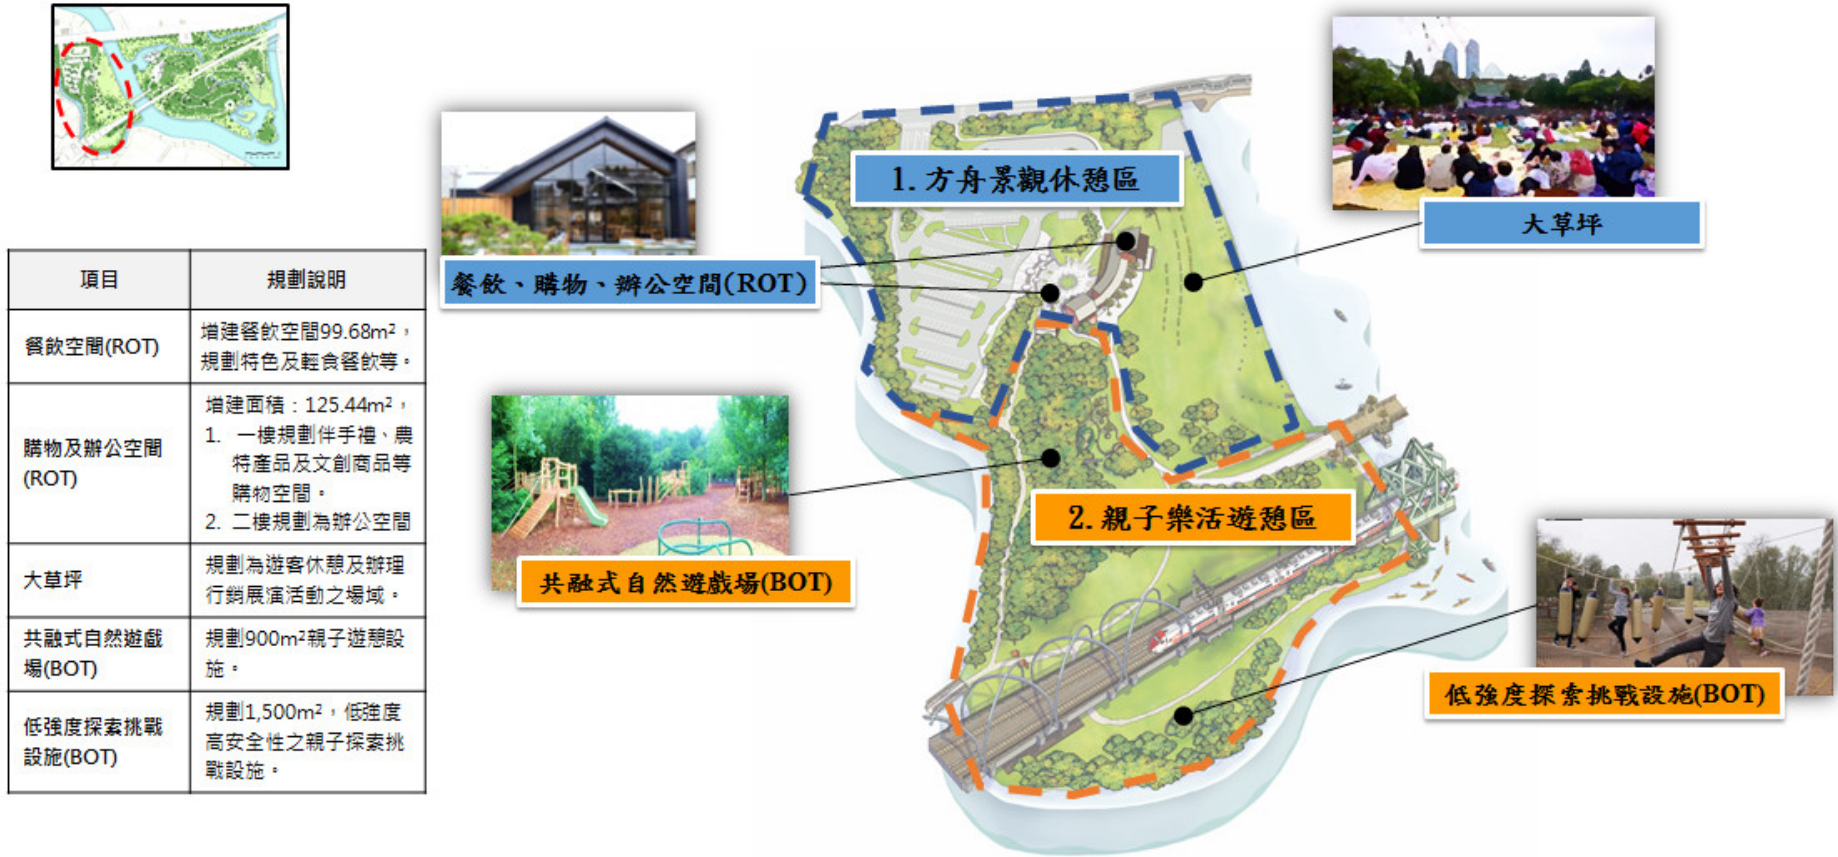 項目 規劃說明
餐飲空間(ROT) 增建餐飲空間99.68m²，
規劃特色及輕食餐飲等。
購物及辦公空間
(ROT)
增建面積：125.44m²，
1. 一樓規劃伴手禮、農
特產品及文創商品等
購物空間。
2. 二樓規劃為辦公空間
大草坪
規劃為遊客休憩及辦理
行銷展演活動之場域。
共融式自然遊戲
場(BOT)
規劃900m²親子遊憩設
施。
低強度探索挑戰
設施(BOT)
規劃1,500m²，低強度
高安全性之親子探索挑
戰設施。
1.方舟景觀休憩區
大草坪
餐飲、購物、辦公空間(ROT)
2.親子樂活遊憩區
共融式自然遊戲場(BOT)
低強度探索挑戰設施(BOT)